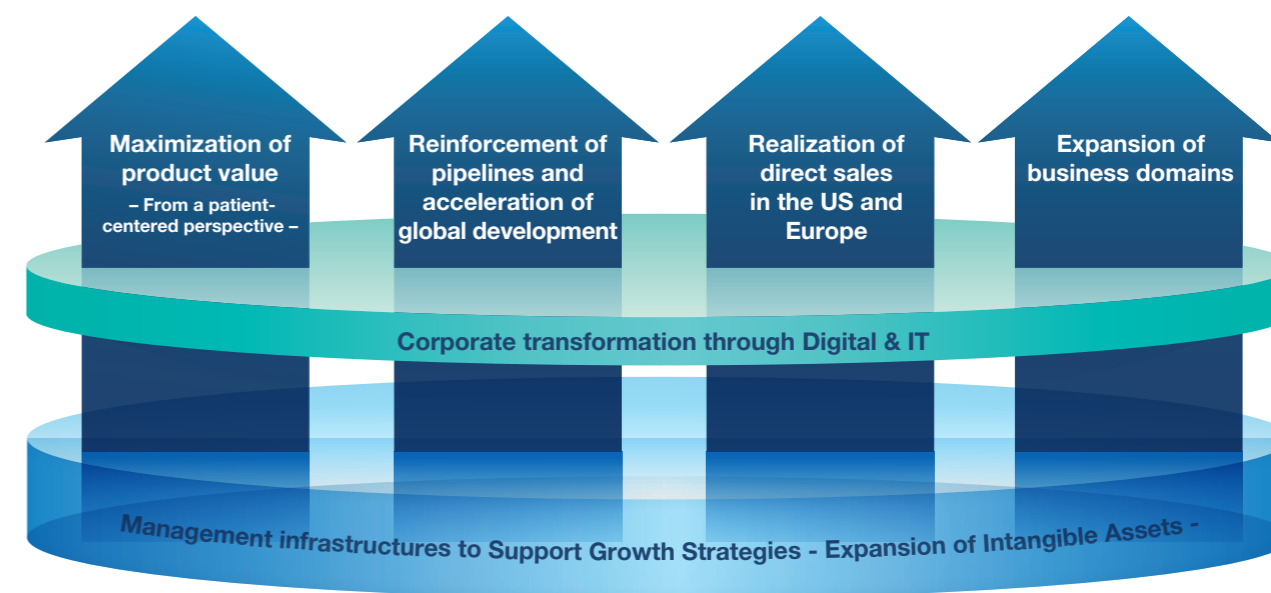 Maximization of
product value
– From a patient-
centered perspective –
Reinforcement of
pipelines and
acceleration of
global development
Realization of
direct sales
in the US and
Europe
Expansion of
business domains
Corporate transformation through Digital & IT
Management infrastructures to Support Growth Strategies - Expansion of Intangible Assets -